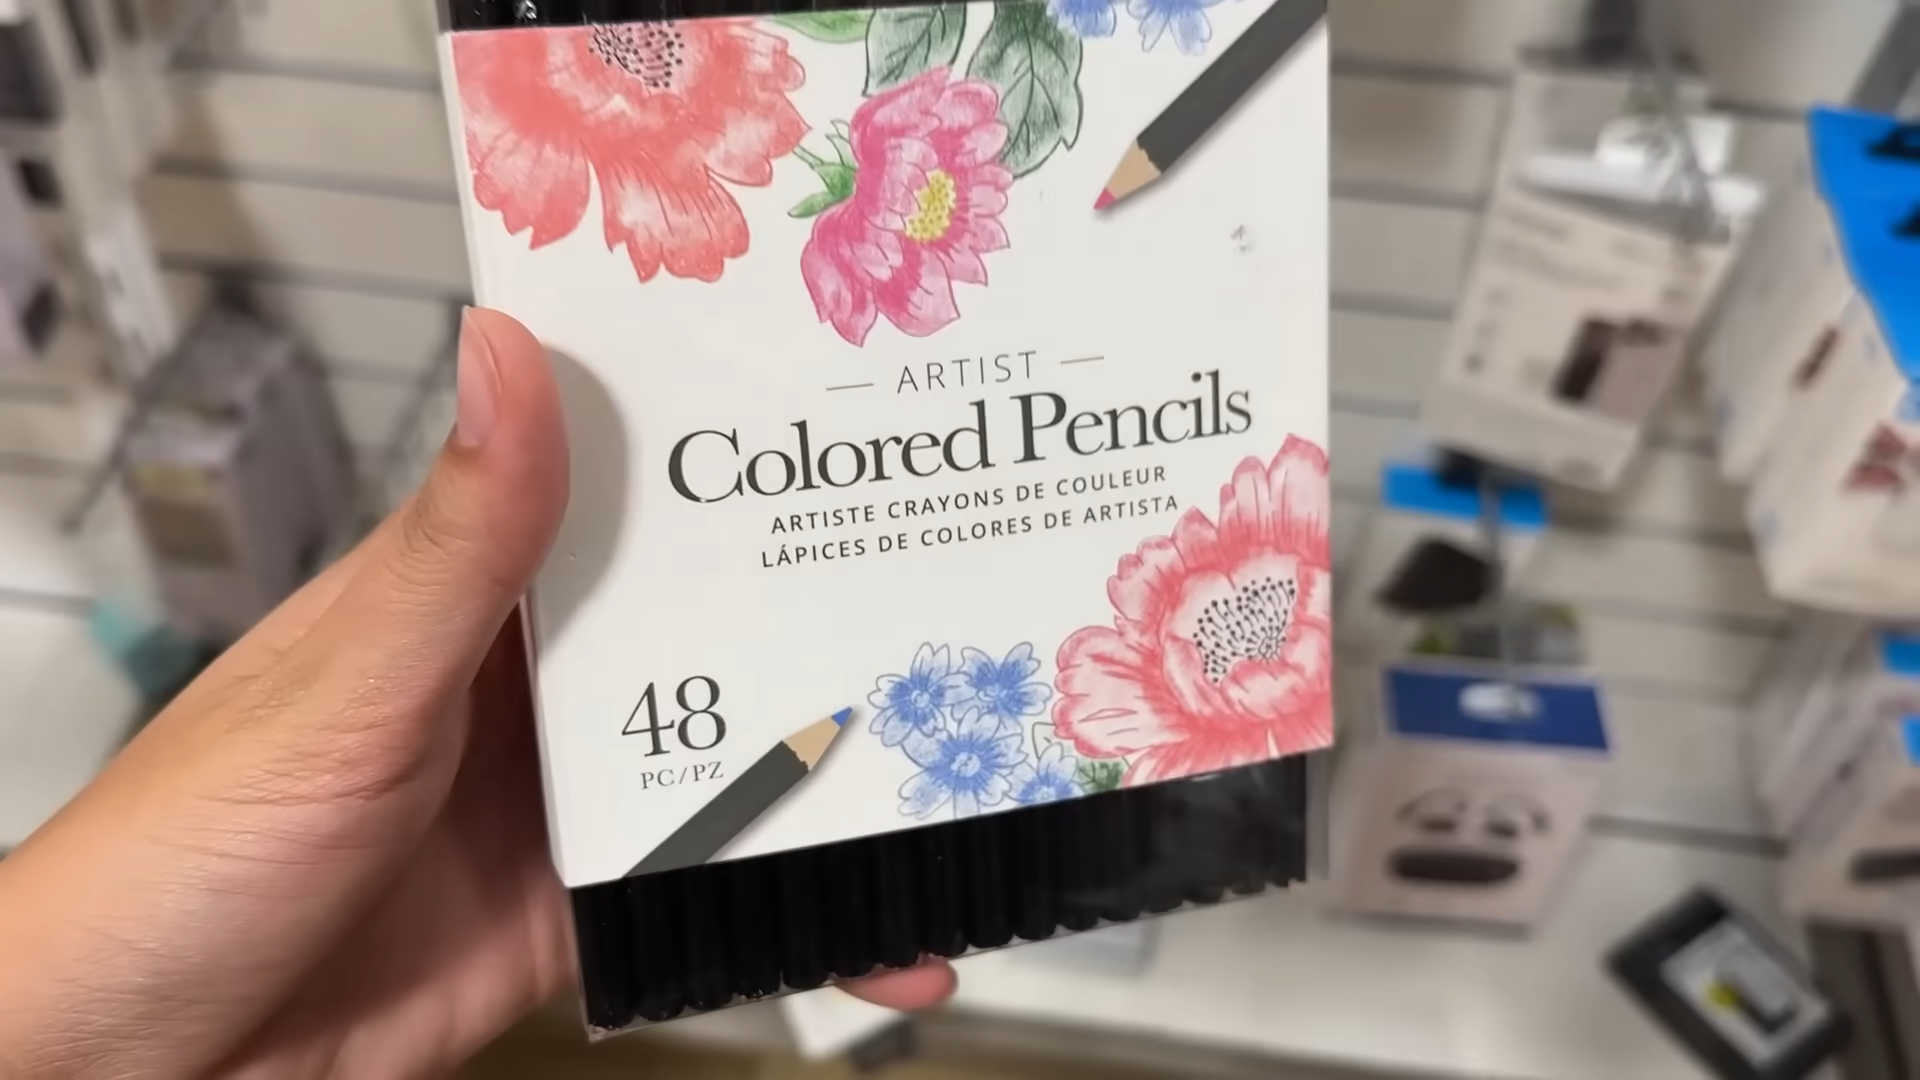 ARTIST
Colored Pencils
ARTISTE CRAYONS DE COULEUR
LÁPICES DE COLORES DE ARTISTA
48
PC/PZ